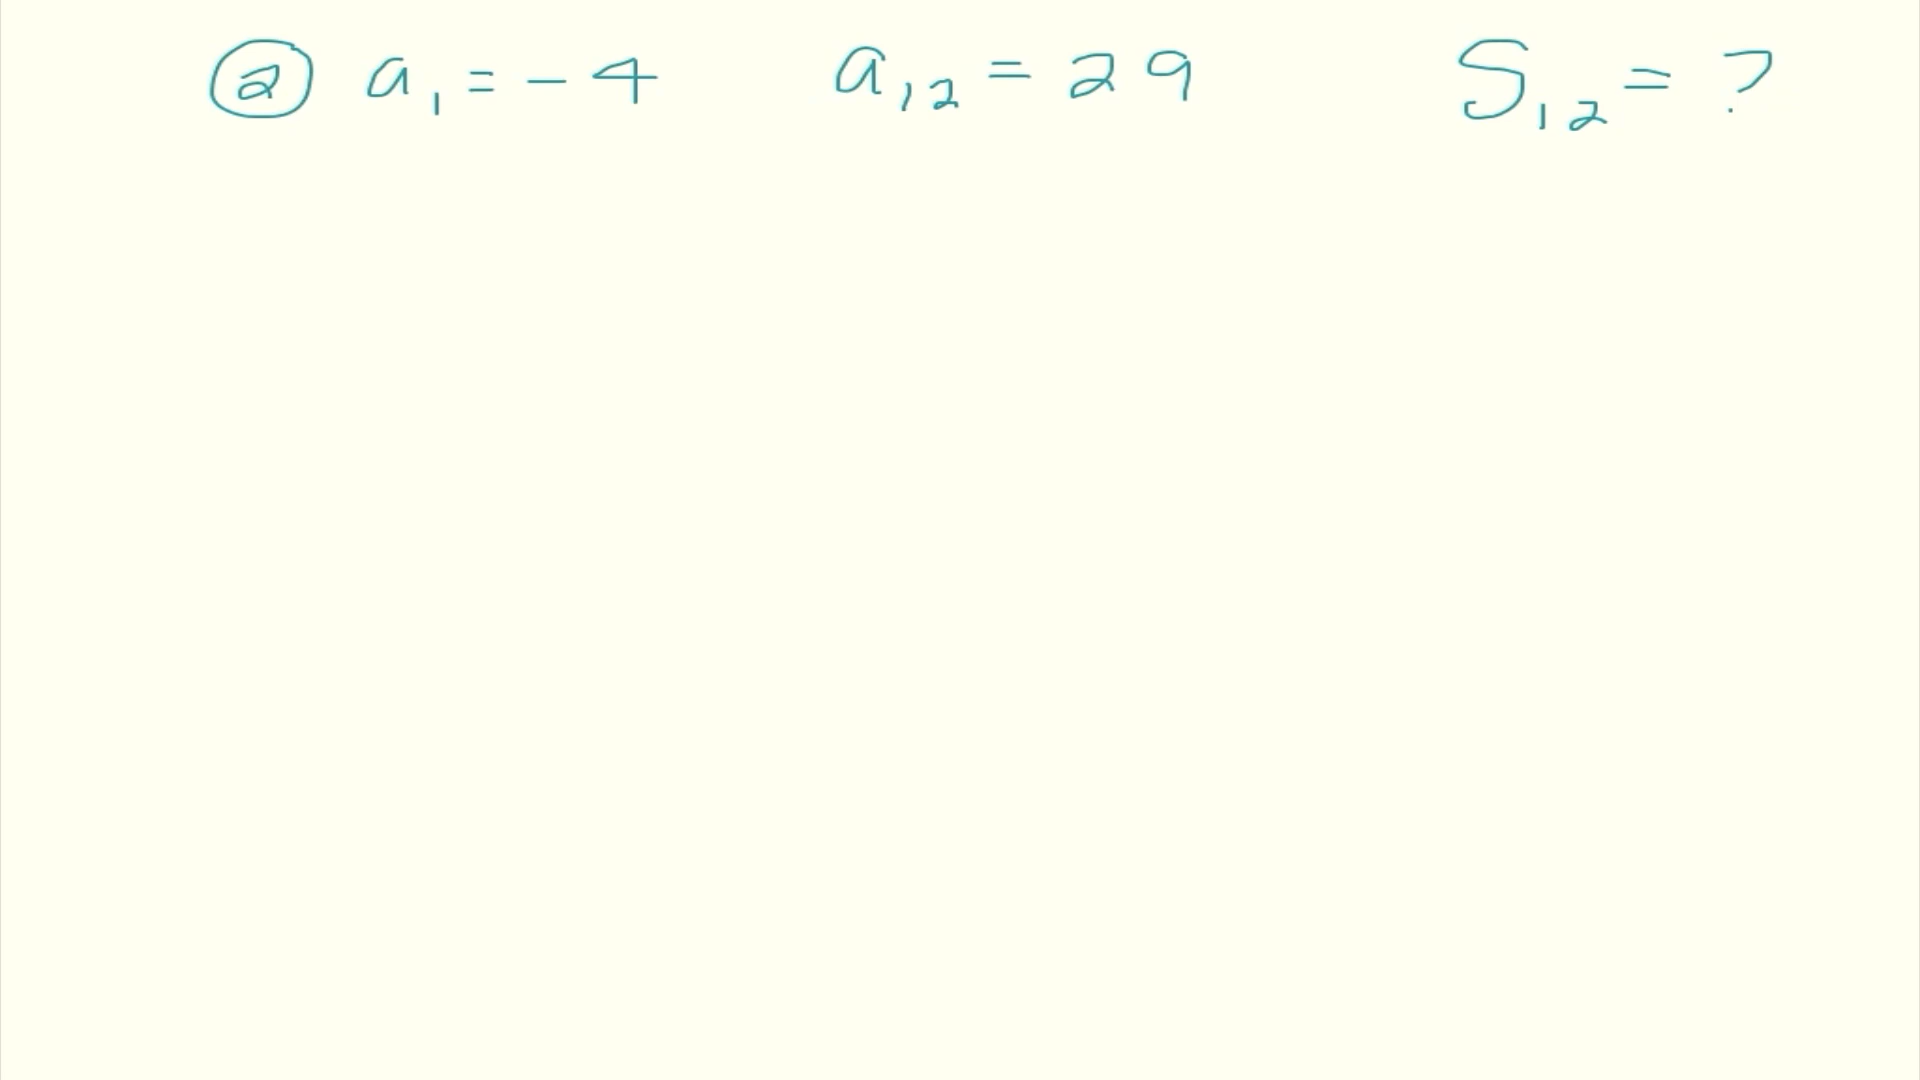 ② a₁ = -4 a₁₂ = 29 S₁₂ = ?